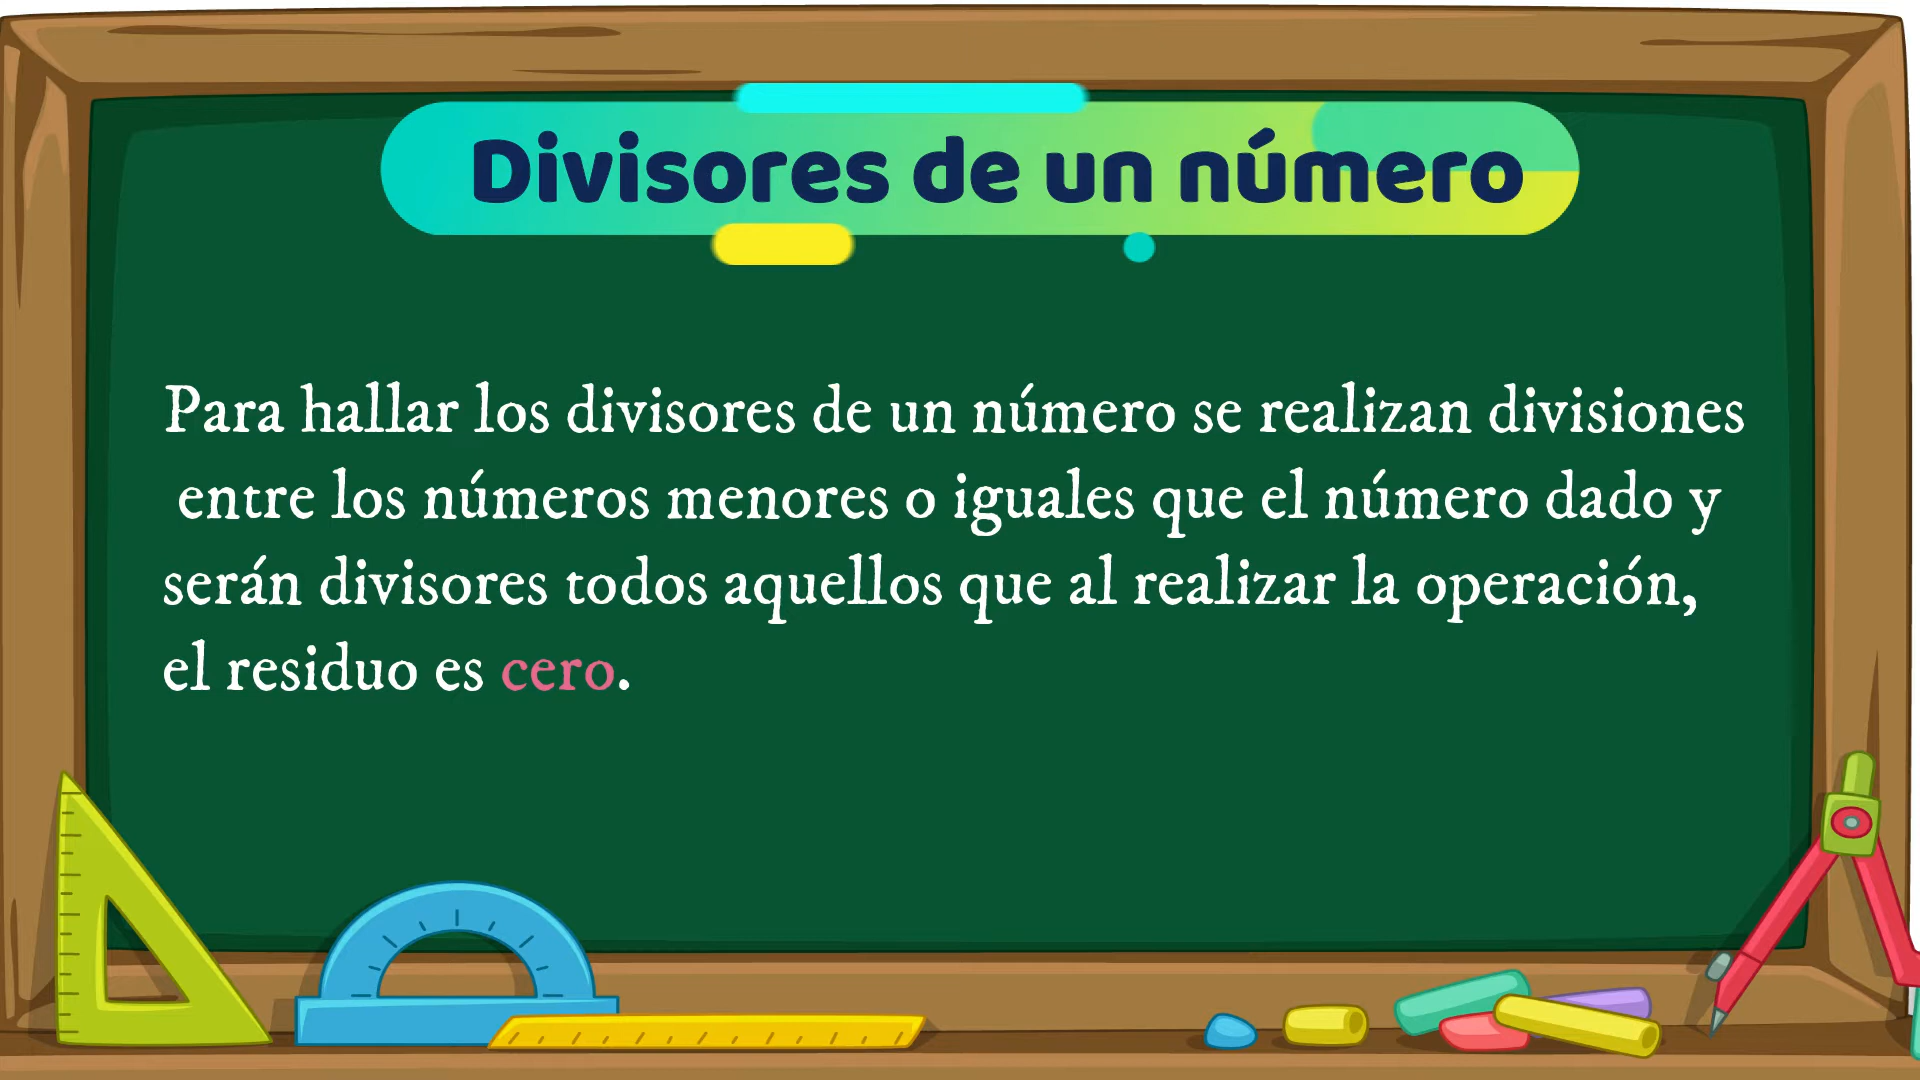 Divisores de un número
Para hallar los divisores de un número se realizan divisiones
entre los números menores o iguales que el número dado y
serán divisores todos aquellos que al realizar la operación,
el residuo es cero.